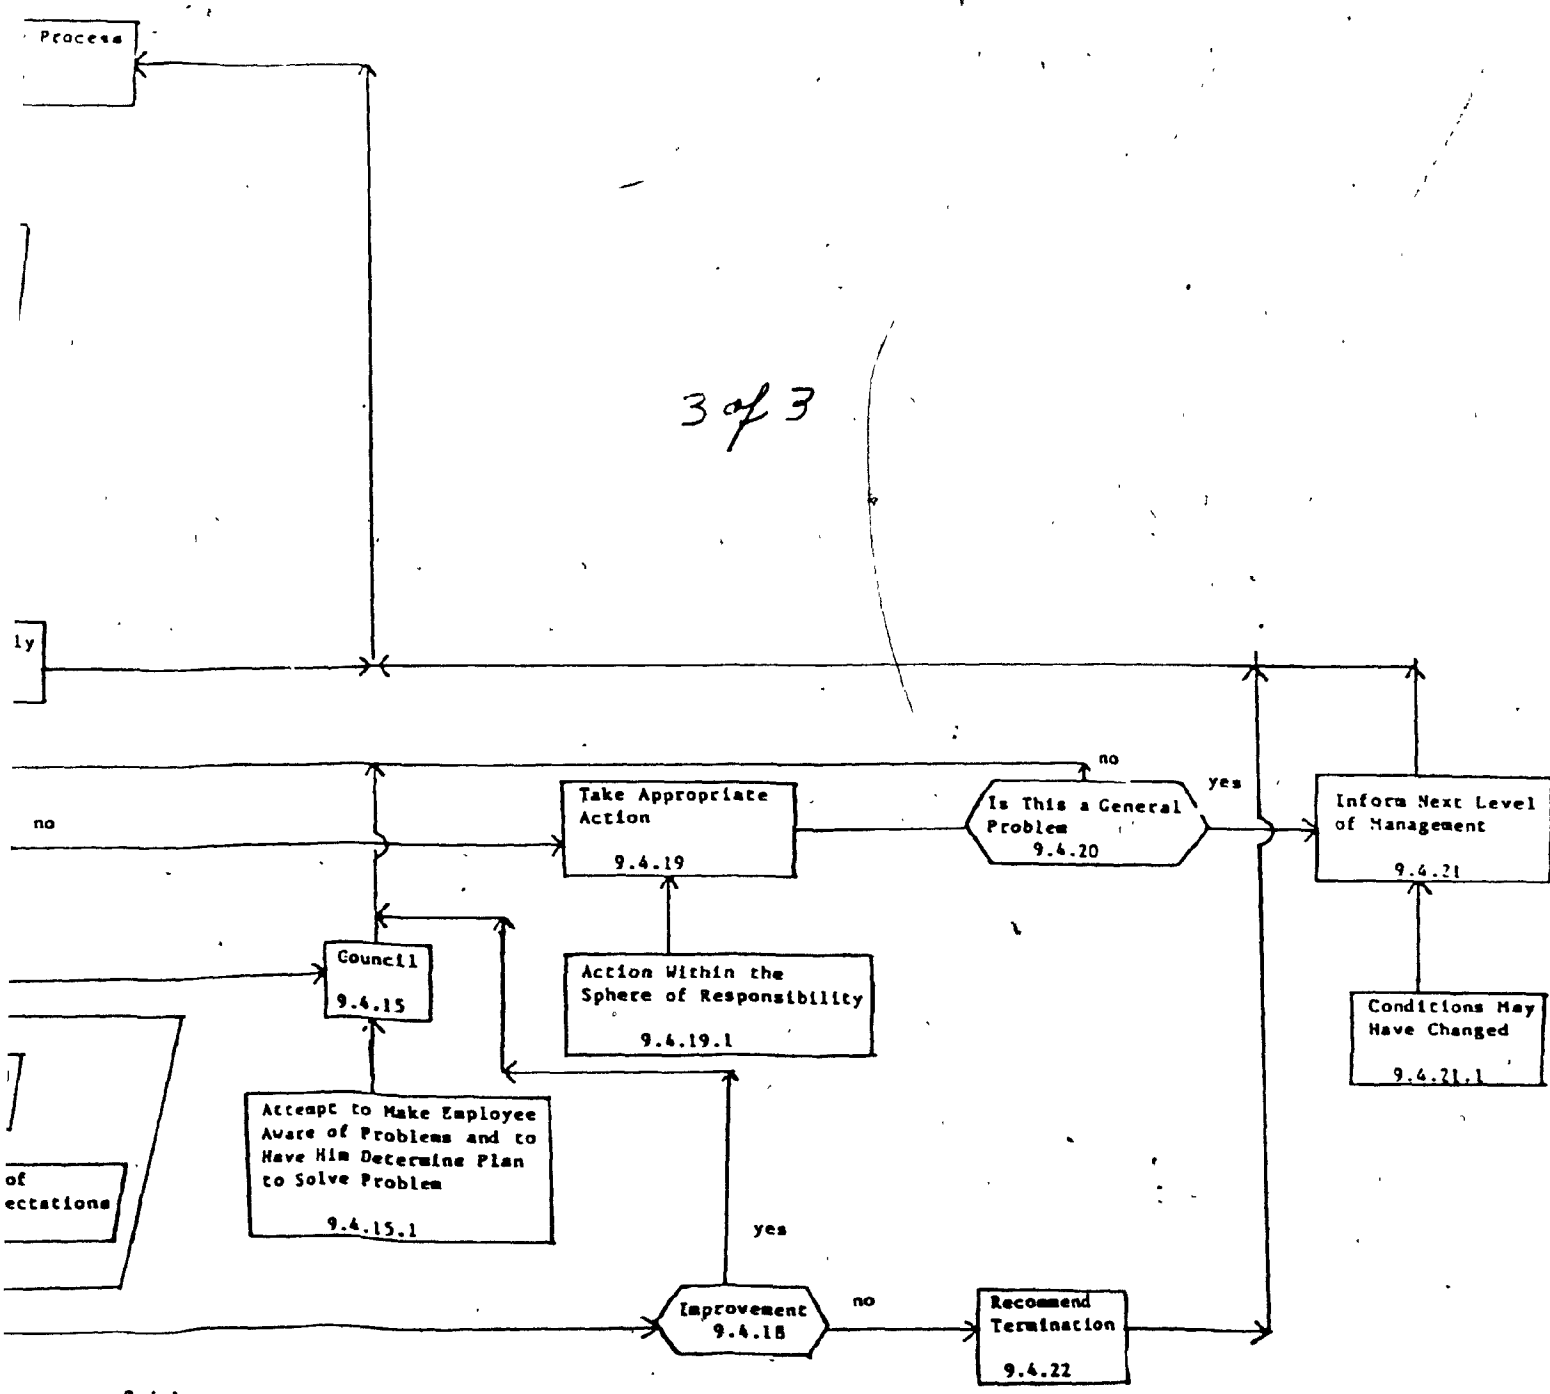 Process
3 of 3
ly
no
yes
no
Take Appropriate
Action
9.4.19
Is This a General
Problem
9.4.20
Inform Next Level
of Management
9.4.21
Council
9.4.15
Action Within the
Sphere of Responsibility
9.4.19.1
Conditions May
Have Changed
9.4.21.1
Attempt to Make Employee
Aware of Problems and to
Have Him Determine Plan
to Solve Problem
9.4.15.1
of
ectations
yes
Improvement
9.4.18
no
Recommend
Termination
9.4.22